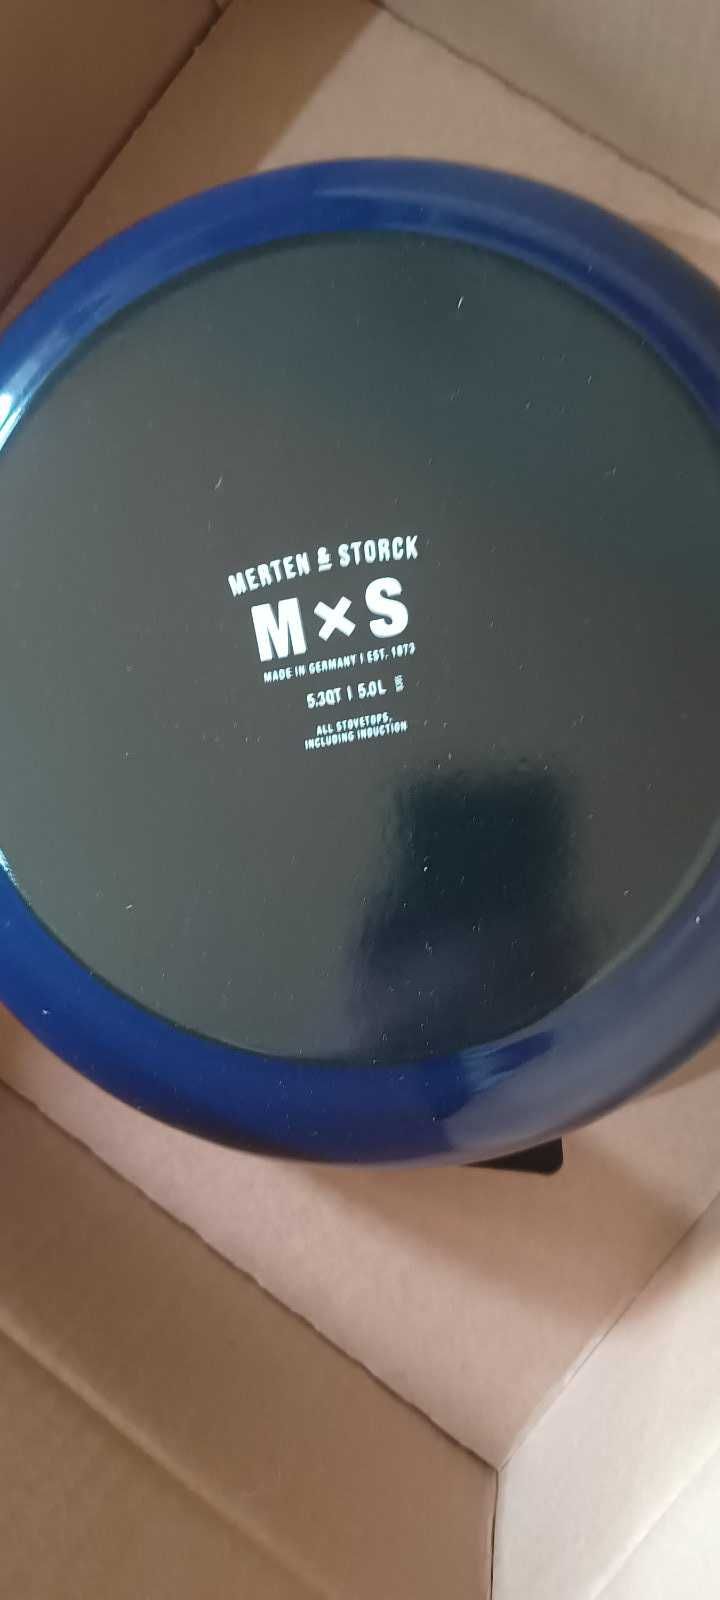 MERTEN & STORCK
M×S
MADE IN GERMANY | EST. 1873
5.3QT | 5.0L
ALL STOVETOPS,
INCLUDING INDUCTION